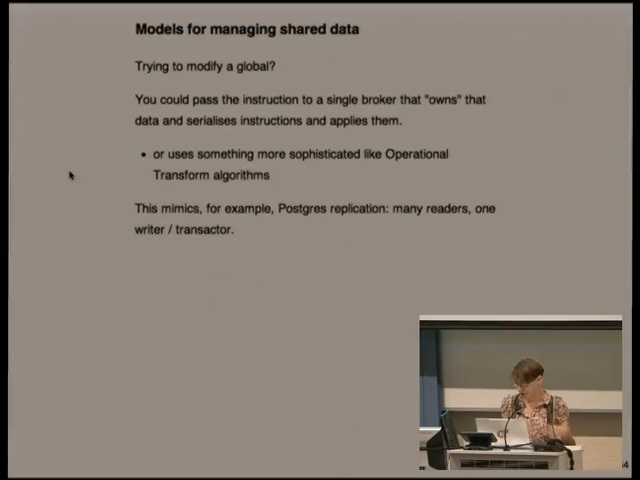 Models for managing shared data
Trying to modify a global?
You could pass the instruction to a single broker that "owns" that
data and serialises instructions and applies them.
• or uses something more sophisticated like Operational
Transform algorithms
This mimics, for example, Postgres replication: many readers, one
writer / transactor.